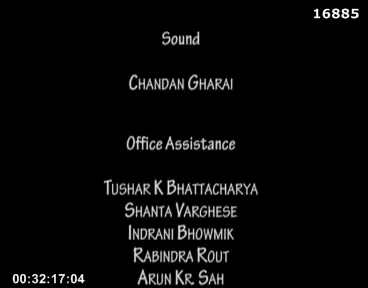 16885
Sound
CHANDAN GHARAI
Office Assistance
TUSHAR K BHATTACHARYA
SHANTA VARGHESE
INDRANI BHOWMIK
RABINDRA ROUT
ARUN KR. SAH
00:32:17:04